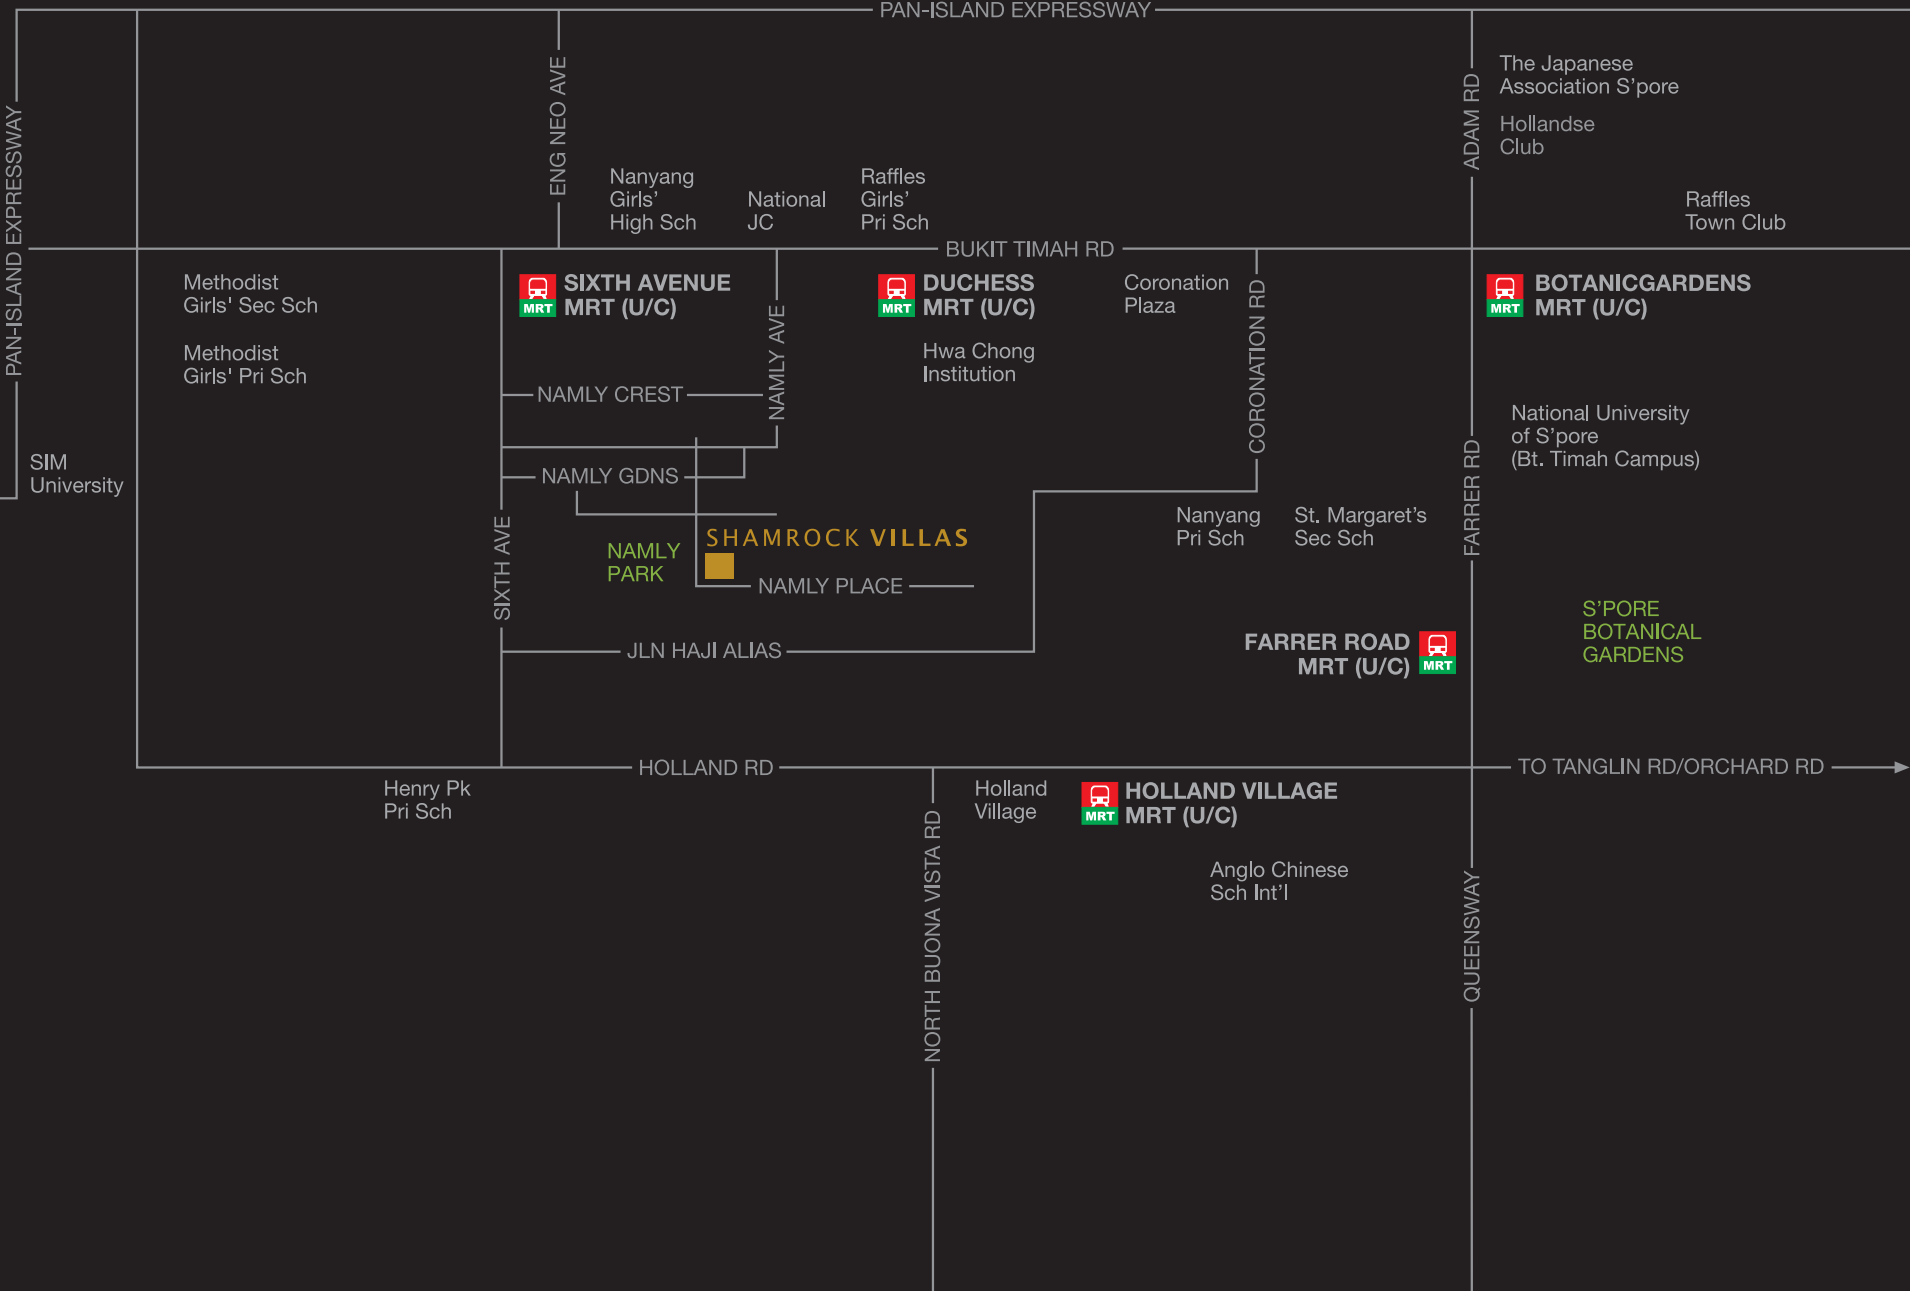 PAN-ISLAND EXPRESSWAY
PAN-ISLAND EXPRESSWAY
ENG NEO AVE
ADAM RD
The Japanese
Association S'pore
Hollandse
Club
Nanyang
Girls'
High Sch
National
JC
Raffles
Girls'
Pri Sch
Raffles
Town Club
BUKIT TIMAH RD
Methodist
Girls' Sec Sch
Methodist
Girls' Pri Sch
MRT
SIXTH AVENUE
MRT (U/C)
NAMLY AVE
MRT
DUCHESS
MRT (U/C)
Hwa Chong
Institution
Coronation
Plaza
CORONATION RD
MRT
BOTANICGARDENS
MRT (U/C)
NAMLY CREST
National University
of S'pore
(Bt. Timah Campus)
FARRER RD
SIM
University
NAMLY GDNS
SIXTH AVE
NAMLY
PARK
SHAMROCK VILLAS
NAMLY PLACE
Nanyang
Pri Sch
St. Margaret's
Sec Sch
S'PORE
BOTANICAL
GARDENS
JLN HAJI ALIAS
FARRER ROAD
MRT (U/C)
MRT
HOLLAND RD
TO TANGLIN RD/ORCHARD RD
Henry Pk
Pri Sch
NORTH BUONA VISTA RD
Holland
Village
MRT
HOLLAND VILLAGE
MRT (U/C)
Anglo Chinese
Sch Int'l
QUEENSWAY